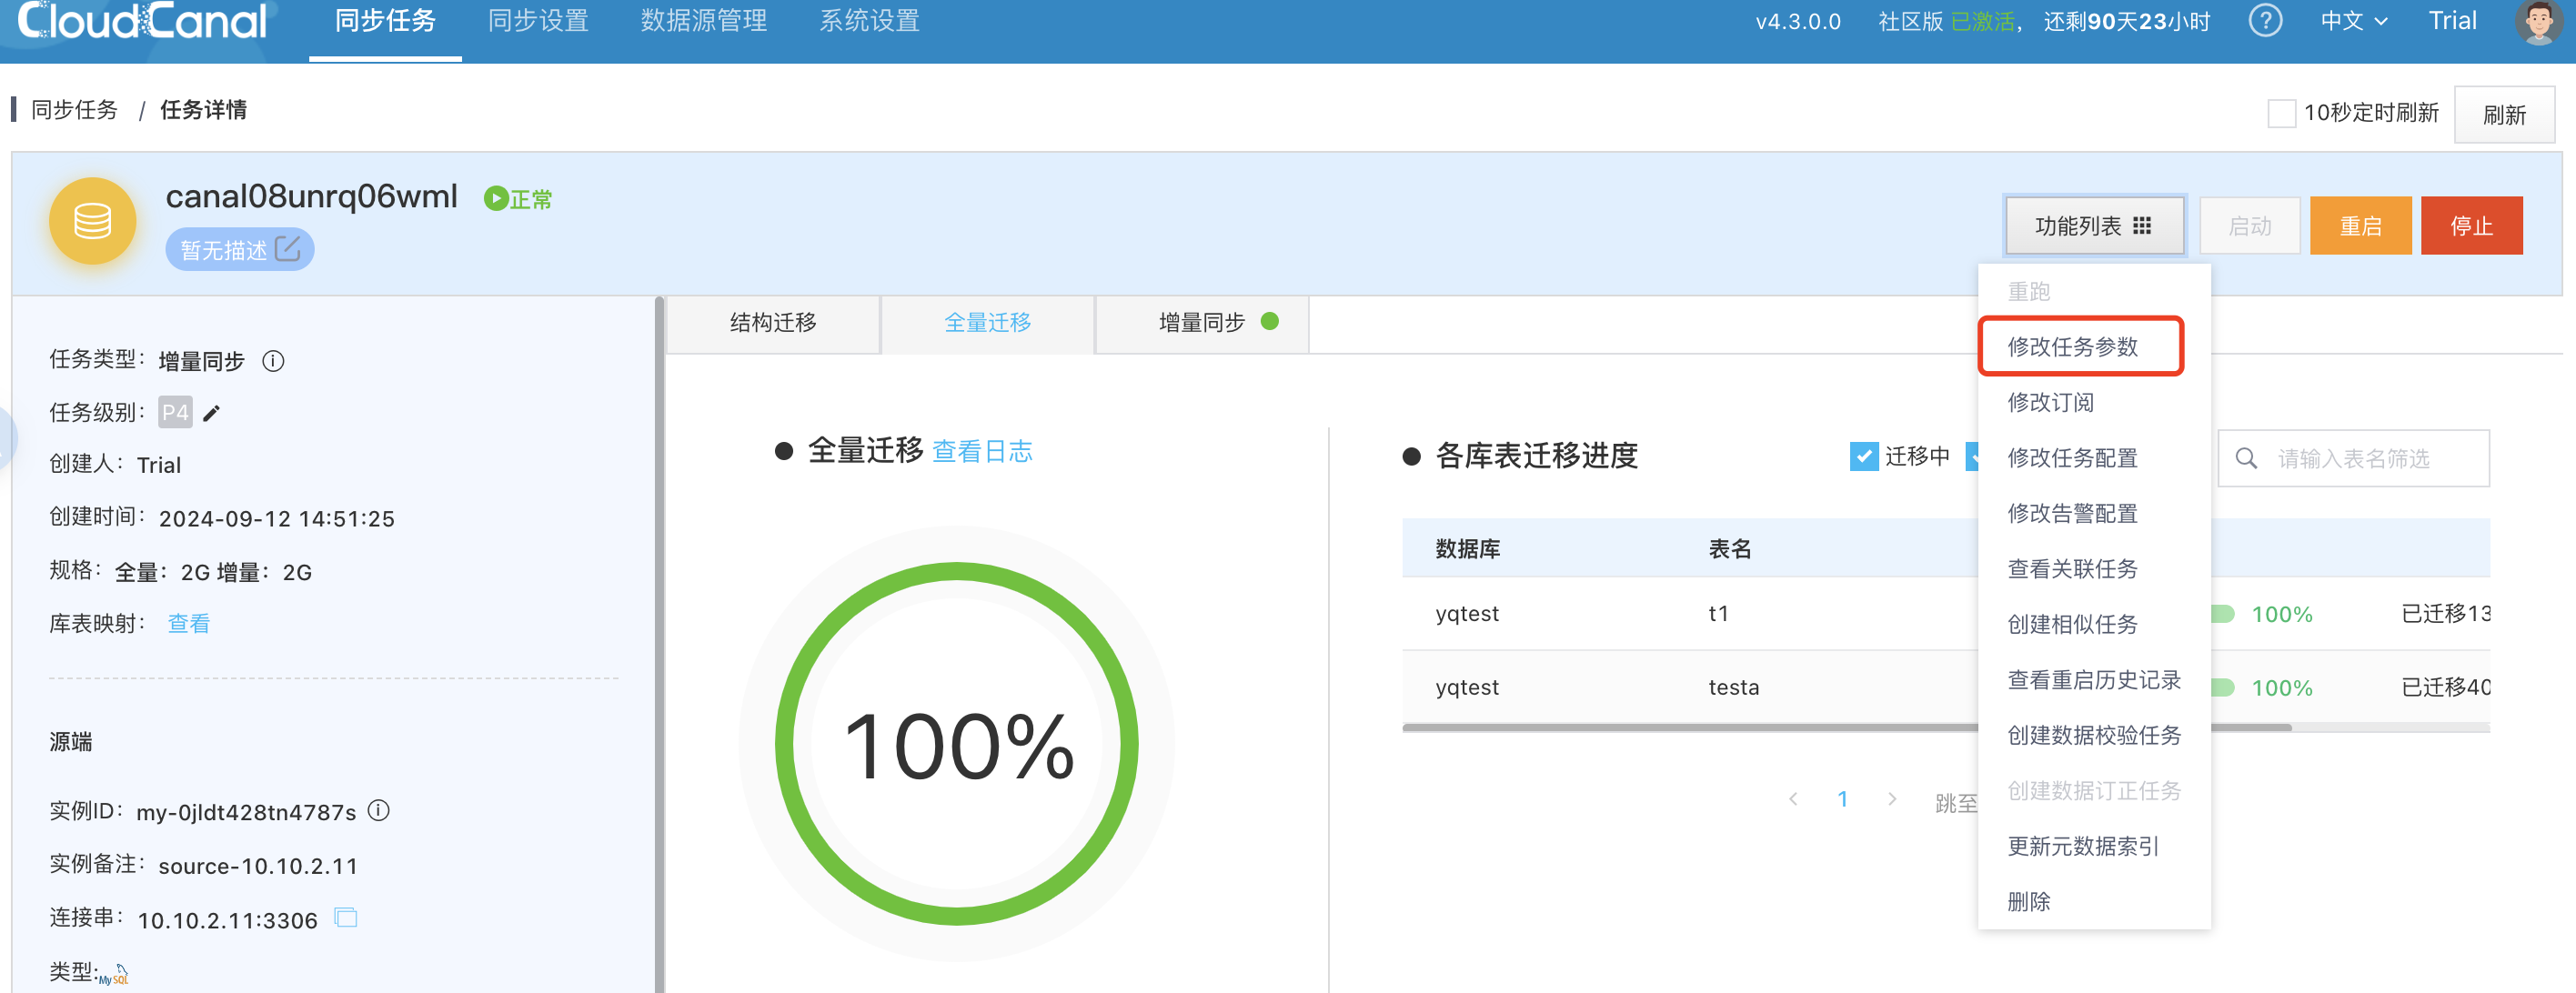 CloudCanal 同步任务 同步设置 数据源管理 系统设置 v4.3.0.0 社区版 已激活， 还剩90天23小时 ? 中文 Trial
同步任务 / 任务详情 10秒定时刷新 刷新
canal08unrq06wml 正常
暂无描述
功能列表 启动 重启 停止
重跑
修改任务参数
修改订阅
修改任务配置
修改告警配置
查看关联任务
创建相似任务
查看重启历史记录
创建数据校验任务
创建数据订正任务
更新元数据索引
删除
任务类型： 增量同步
任务级别： P4
创建人： Trial
创建时间： 2024-09-12 14:51:25
规格： 全量： 2G 增量： 2G
库表映射： 查看
源端
实例ID： my-0jldt428tn4787s
实例备注： source-10.10.2.11
连接串： 10.10.2.11:3306
类型: MySQL
结构迁移 全量迁移 增量同步
全量迁移 查看日志
100%
各库表迁移进度 迁移中 请输入表名筛选
数据库 表名
yqtest t1 100% 已迁移13
yqtest testa 100% 已迁移40
1 跳至